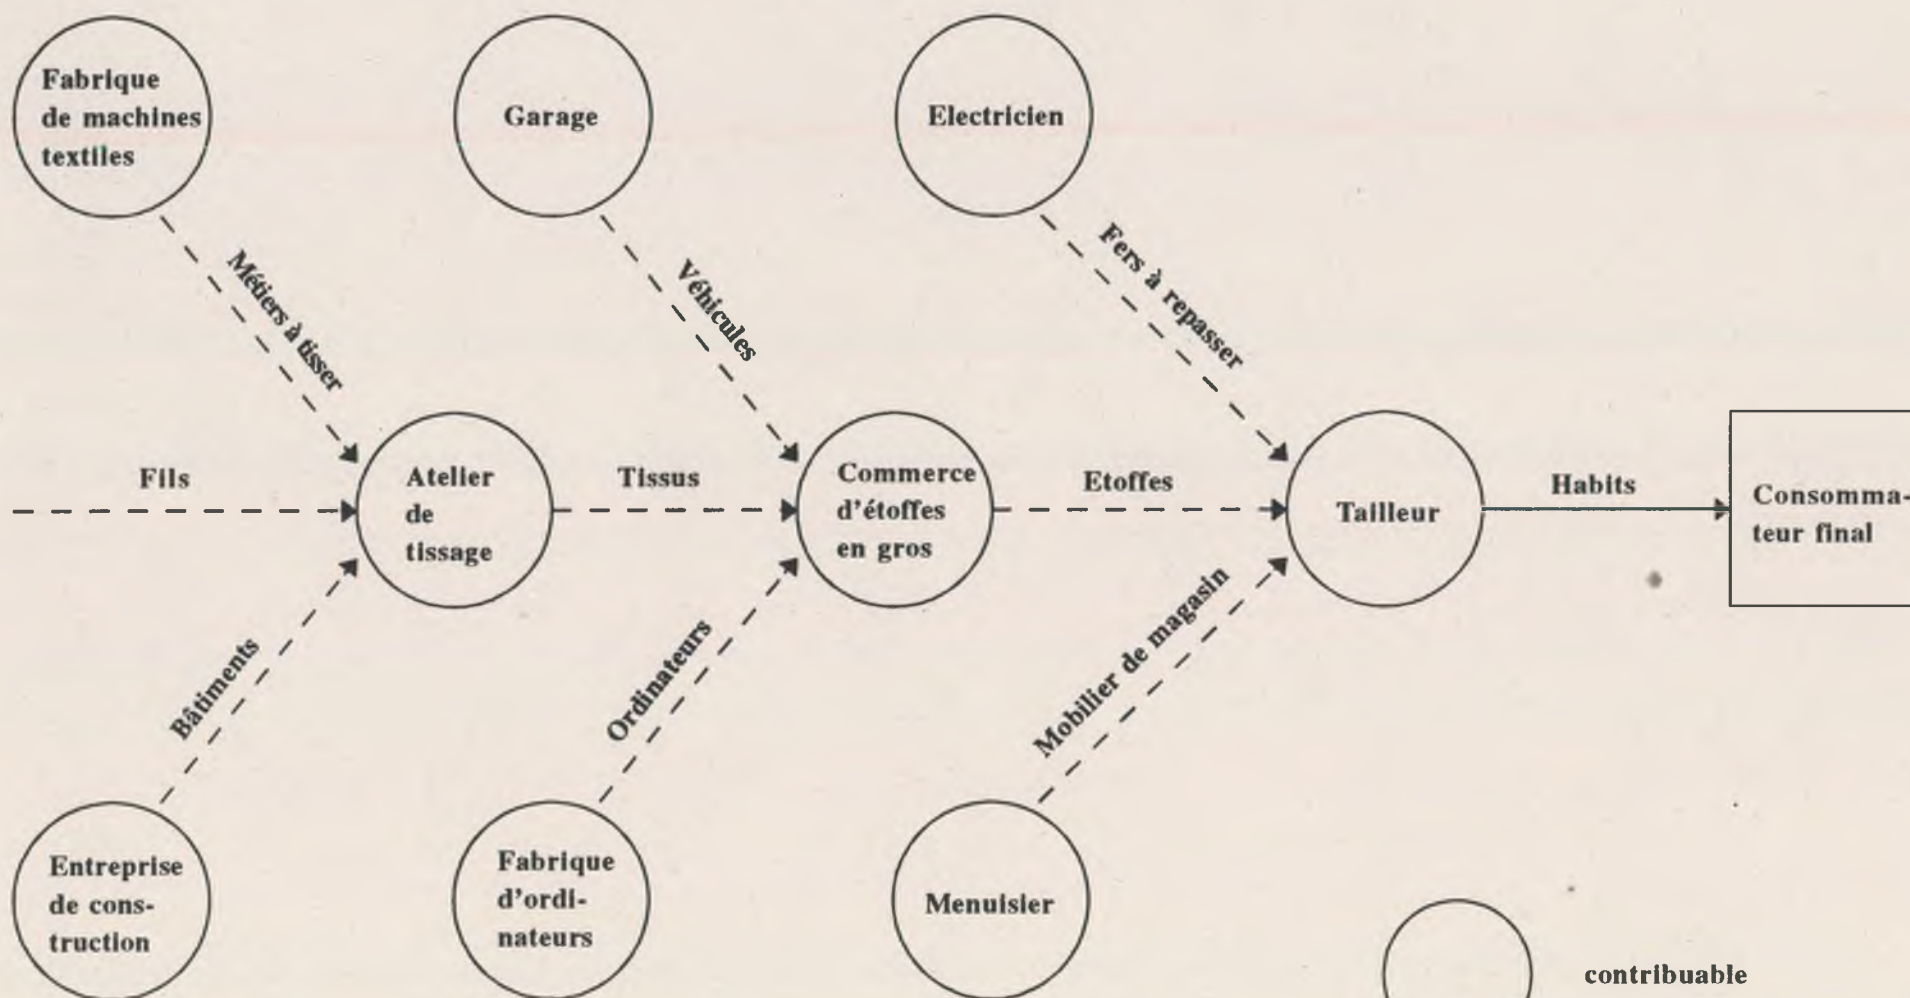 Fabrique
de machines
textiles
Garage
Electricien
Métiers à tisser
Véhicules
Fers à repasser
Fils
Atelier
de
tissage
Tissus
Commerce
d'étoffes
en gros
Etoffes
Tailleur
Habits
Consomma-
teur final
Bâtiments
Ordinateurs
Mobilier de magasin
Entreprise
de cons-
truction
Fabrique
d'ordi-
nateurs
Menuisier
contribuable